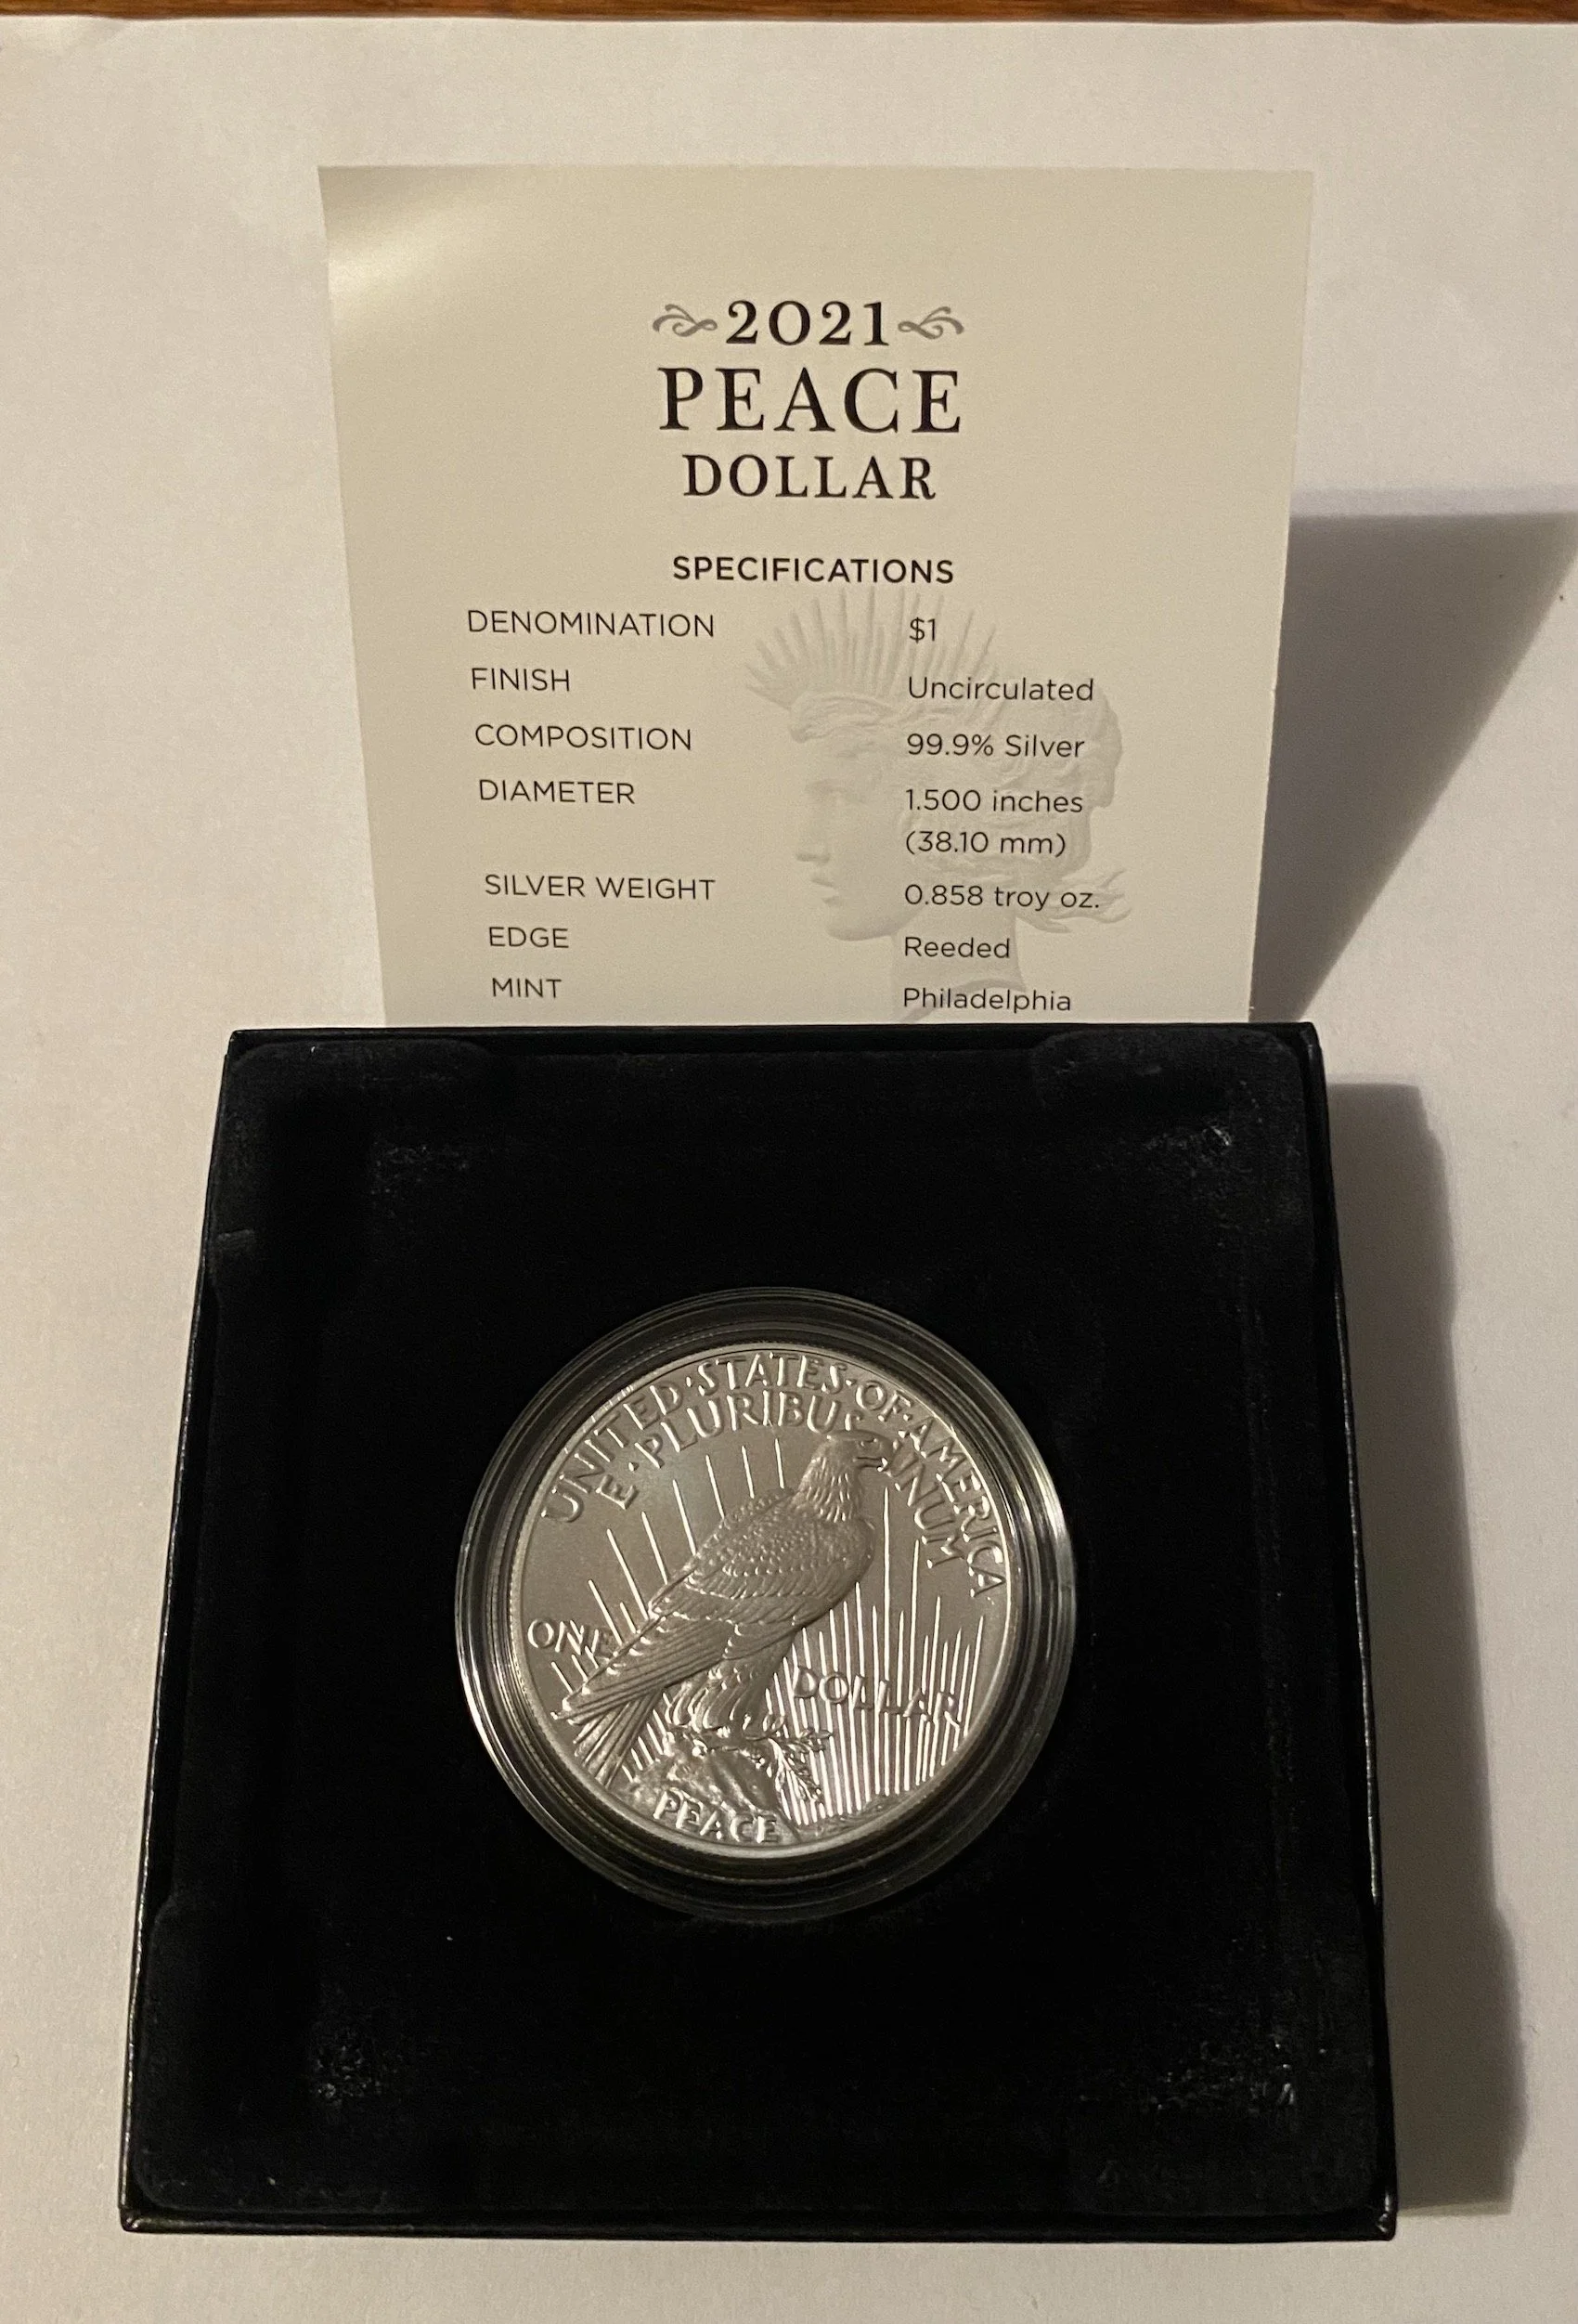 2021
PEACE
DOLLAR
SPECIFICATIONS
DENOMINATION $1
FINISH Uncirculated
COMPOSITION 99.9% Silver
DIAMETER 1.500 inches
(38.10 mm)
SILVER WEIGHT 0.858 troy oz.
EDGE Reeded
MINT Philadelphia
UNITED·STATES·OF·AMERICA
E·PLURIBUS UNUM
ONE DOLLAR
PEACE